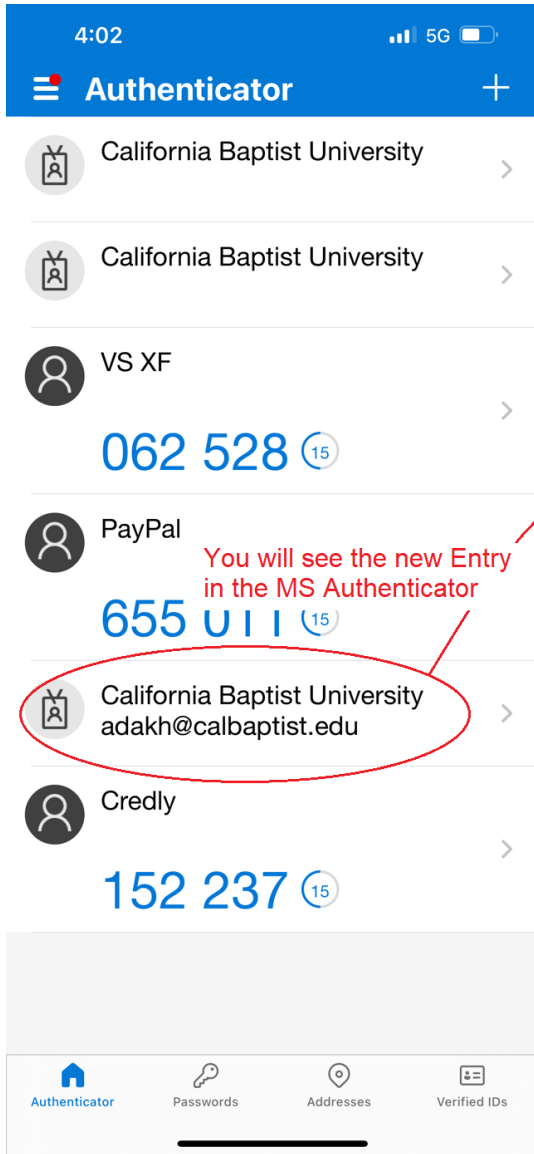 4:02
5G
Authenticator
California Baptist University
California Baptist University
VS XF
062 528 15
PayPal
You will see the new Entry
in the MS Authenticator
655 15
California Baptist University
adakh@calbaptist.edu
Credly
152 237 15
Authenticator Passwords Addresses Verified IDs